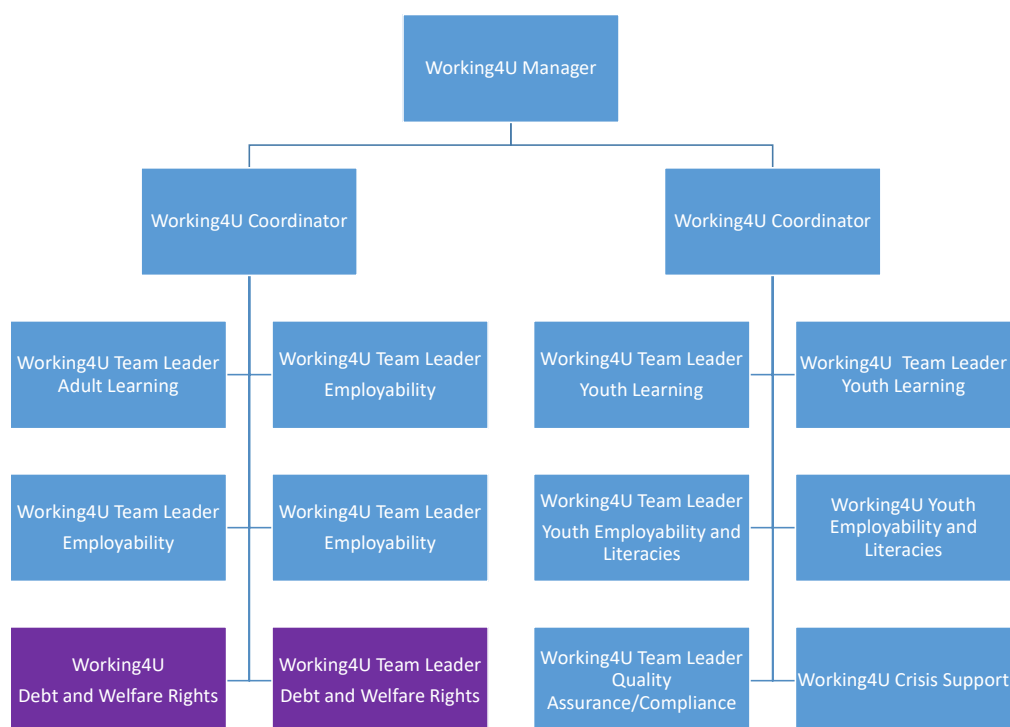 Working4U Manager
Working4U Coordinator
Working4U Coordinator
Working4U Team Leader
Adult Learning
Working4U Team Leader
Employability
Working4U Team Leader
Youth Learning
Working4U  Team Leader
Youth Learning
Working4U Team Leader
Employability
Working4U Team Leader
Employability
Working4U Team Leader
Youth Employability and
Literacies
Working4U Youth
Employability and
Literacies
Working4U
Debt and Welfare Rights
Working4U Team Leader
Debt and Welfare Rights
Working4U Team Leader
Quality
Assurance/Compliance
Working4U Crisis Support